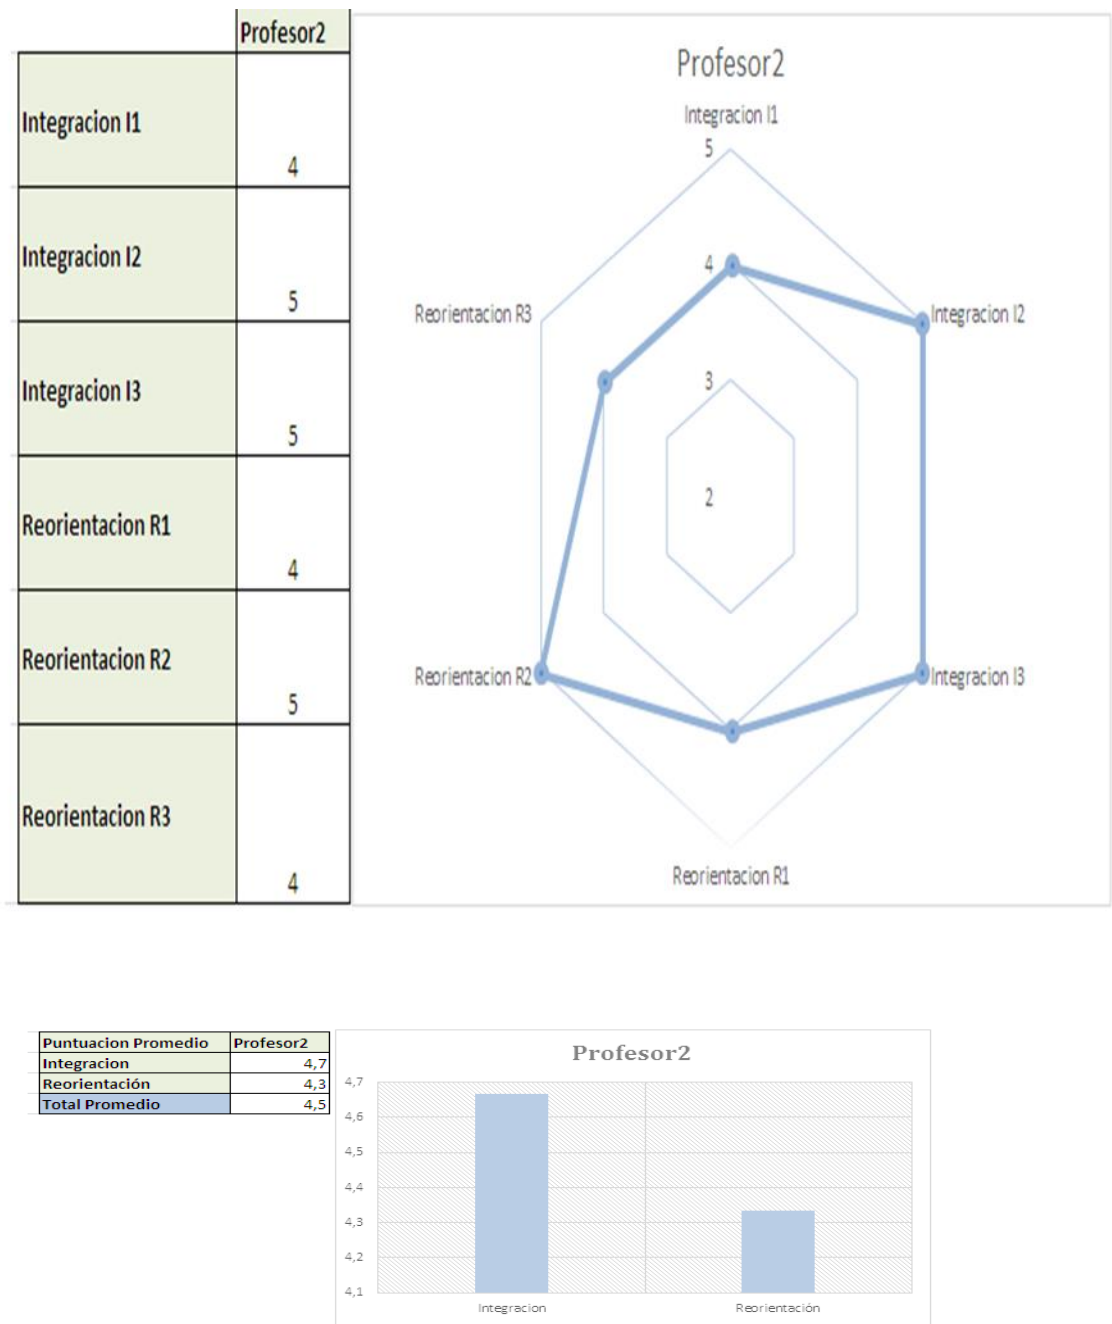 Profesor2
Integracion I1
4
Integracion I2
5
Integracion I3
5
Reorientacion R1
4
Reorientacion R2
5
Reorientacion R3
4
Profesor2
Integracion I1
5
4
3
2
Integracion I2
Integracion I3
Reorientacion R1
Reorientacion R2
Reorientacion R3
Puntuacion Promedio Profesor2
Integracion 4,7
Reorientación 4,3
Total Promedio 4,5
Profesor2
4,7
4,6
4,5
4,4
4,3
4,2
4,1
Integracion Reorientación